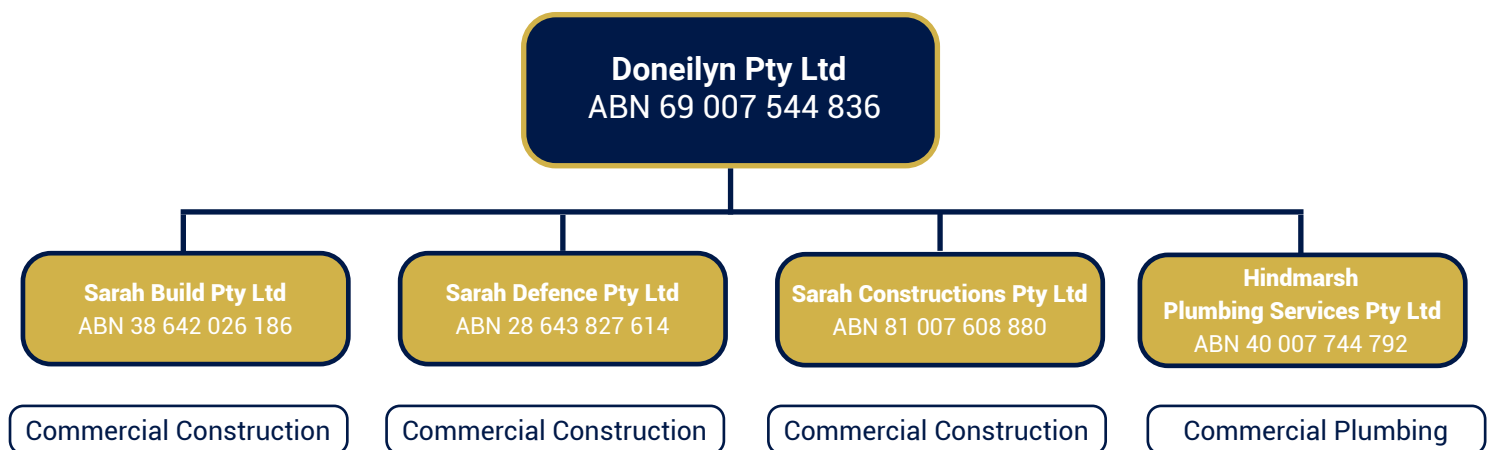 Doneilyn Pty Ltd
ABN 69 007 544 836
Sarah Build Pty Ltd
ABN 38 642 026 186
Sarah Defence Pty Ltd
ABN 28 643 827 614
Sarah Constructions Pty Ltd
ABN 81 007 608 880
Hindmarsh
Plumbing Services Pty Ltd
ABN 40 007 744 792
Commercial Construction
Commercial Construction
Commercial Construction
Commercial Plumbing